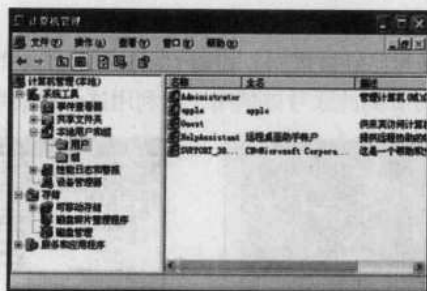 计算机管理
文件(F) 操作(A) 查看(V) 窗口(W) 帮助(H)
计算机管理(本地)
系统工具
事件查看器
共享文件夹
本地用户和组
用户
组
性能日志和警报
设备管理器
存储
可移动存储
磁盘碎片整理程序
磁盘管理
服务和应用程序
名称 全名 描述
Administrator 管理计算机(域)
apple apple
Guest 供来宾访问计算
HelpAssistant 远程桌面助手帐户 提供远程协助的
SUPPORT_38... CN=Microsoft Corpora... 这是一个帮助和